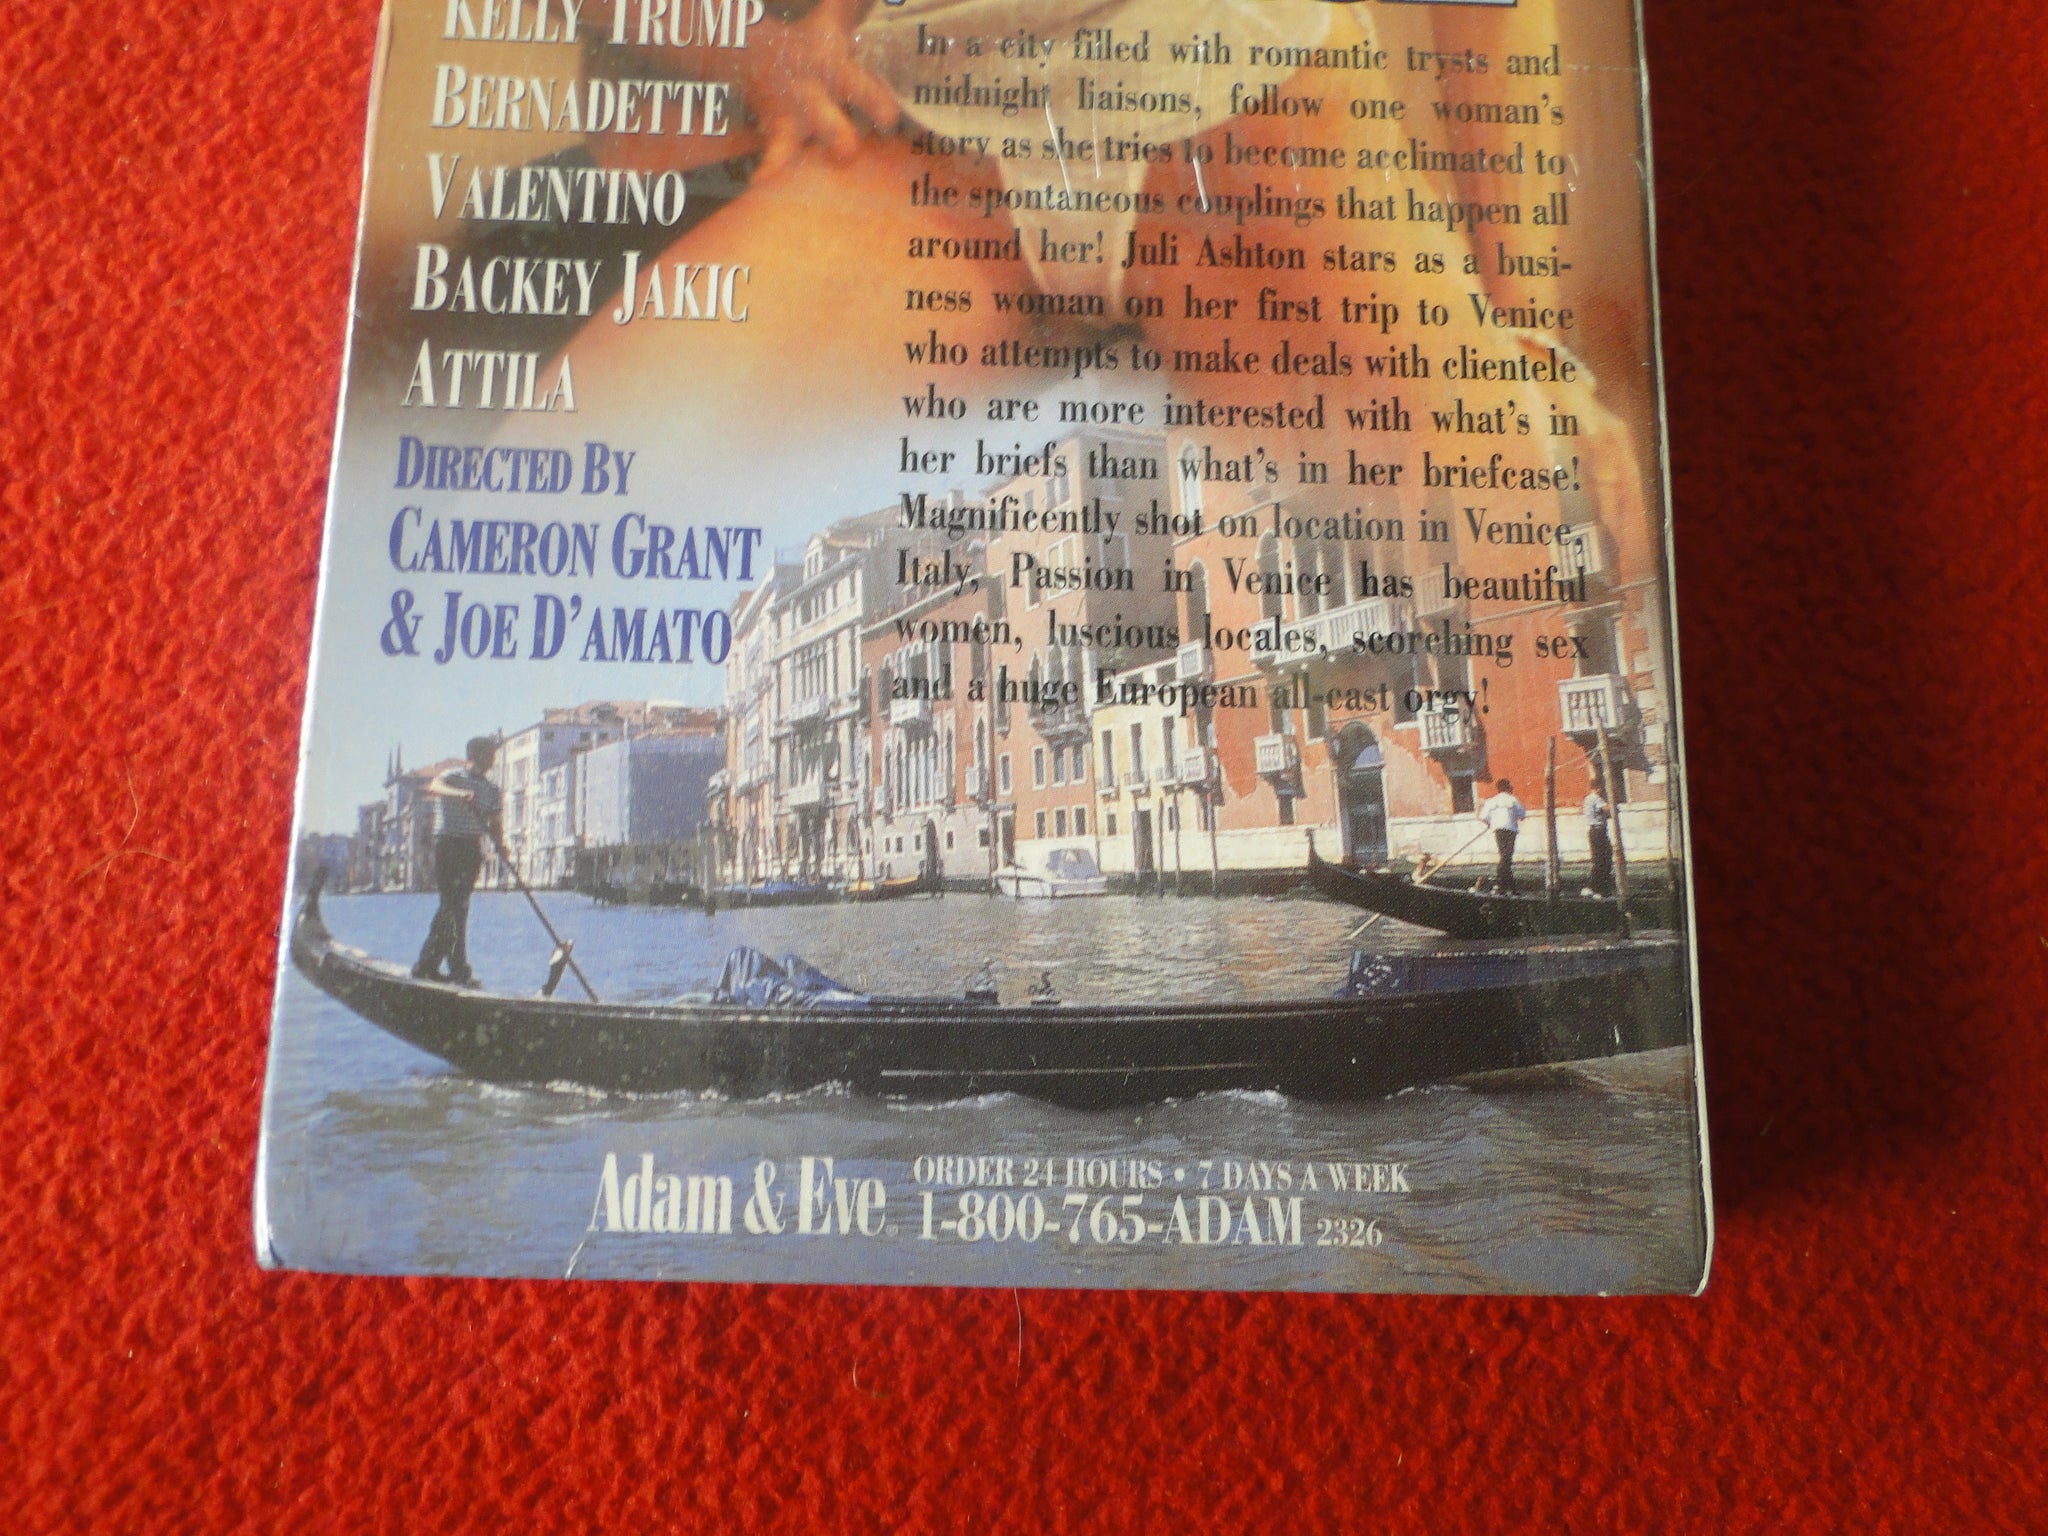 KELLY TRUMP
BERNADETTE
VALENTINO
BACKEY JAKIC
ATTILA
DIRECTED BY
CAMERON GRANT
& JOE D'AMATO
In a city filled with romantic trysts and
midnight liaisons, follow one woman's
story as she tries to become acclimated to
the spontaneous couplings that happen all
around her! Juli Ashton stars as a busi-
ness woman on her first trip to Venice
who attempts to make deals with clientele
who are more interested with what's in
her briefs than what's in her briefcase!
Magnificently shot on location in Venice,
Italy, Passion in Venice has beautiful
women, luscious locales, scorching sex
and a huge European all-cast orgy!
Adam & Eve®
ORDER 24 HOURS • 7 DAYS A WEEK
1-800-765-ADAM 2326